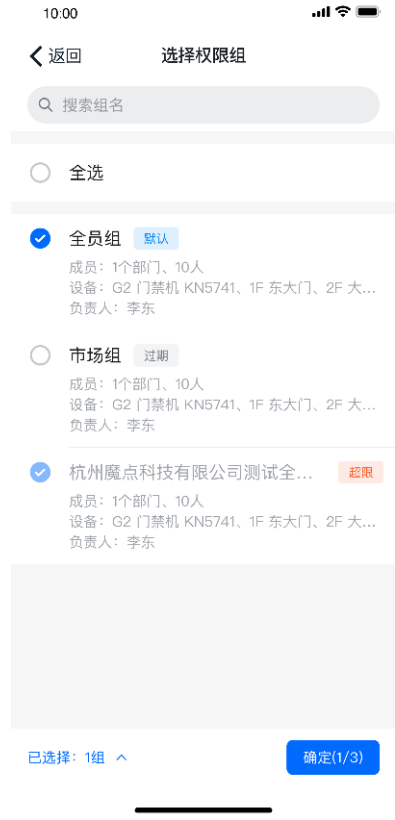 10:00
返回
选择权限组
搜索组名
全选
全员组 默认
成员：1个部门、10人
设备：G2 门禁机 KN5741、1F 东大门、2F 大...
负责人：李东
市场组 过期
成员：1个部门、10人
设备：G2 门禁机 KN5741、1F 东大门、2F 大...
负责人：李东
杭州魔点科技有限公司测试全... 超限
成员：1个部门、10人
设备：G2 门禁机 KN5741、1F 东大门、2F 大...
负责人：李东
已选择：1组 确定(1/3)